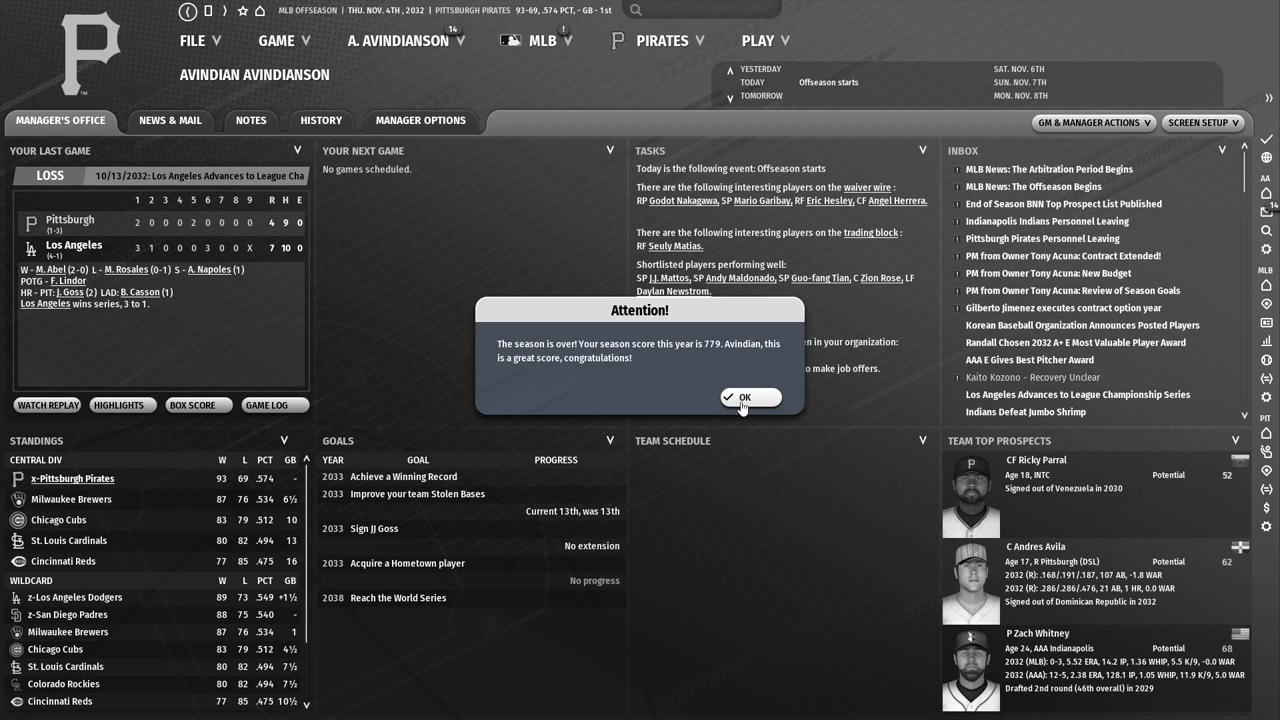 MLB OFFSEASON | THU. NOV. 4TH , 2032 | PITTSBURGH PIRATES 93-69, .574 PCT, - GB - 1st
FILE
GAME
A. AVINDIANSON
14
MLB
!
PIRATES
PLAY
AVINDIAN AVINDIANSON
YESTERDAY
TODAY Offseason starts
TOMORROW
SAT. NOV. 6TH
SUN. NOV. 7TH
MON. NOV. 8TH
MANAGER'S OFFICE
NEWS & MAIL
NOTES
HISTORY
MANAGER OPTIONS
GM & MANAGER ACTIONS
SCREEN SETUP
YOUR LAST GAME
LOSS 10/13/2032: Los Angeles Advances to League Cha
1 2 3 4 5 6 7 8 9 R H E
Pittsburgh 2 0 0 0 2 0 0 0 0 4 9 0
(1-3)
Los Angeles 3 1 0 0 0 3 0 0 X 7 10 0
(4-1)
W - M. Abel (2-0) L - M. Rosales (0-1) S - A. Napoles (1)
POTG - F. Lindor
HR - PIT: J. Goss (2) LAD: B. Casson (1)
Los Angeles wins series, 3 to 1.
WATCH REPLAY
HIGHLIGHTS
BOX SCORE
GAME LOG
YOUR NEXT GAME
No games scheduled.
TASKS
Today is the following event: Offseason starts
There are the following interesting players on the waiver wire :
RP Godot Nakagawa, SP Mario Garibay, RF Eric Hesley, CF Angel Herrera.
There are the following interesting players on the trading block :
RF Seuly Matias.
Shortlisted players performing well:
SP J.J. Mattos, SP Andy Maldonado, SP Guo-fang Tian, C Zion Rose, LF
Daylan Newstrom.
en in your organization:
o make job offers.
Attention!
The season is over! Your season score this year is 779. Avindian, this
is a great score, congratulations!
OK
INBOX
! MLB News: The Arbitration Period Begins
! MLB News: The Offseason Begins
! End of Season BNN Top Prospect List Published
! Indianapolis Indians Personnel Leaving
! Pittsburgh Pirates Personnel Leaving
! PM from Owner Tony Acuna: Contract Extended!
! PM from Owner Tony Acuna: New Budget
! PM from Owner Tony Acuna: Review of Season Goals
! Gilberto Jimenez executes contract option year
Korean Baseball Organization Announces Posted Players
Randall Chosen 2032 A+ E Most Valuable Player Award
AAA E Gives Best Pitcher Award
! Kaito Kozono - Recovery Unclear
Los Angeles Advances to League Championship Series
Indians Defeat Jumbo Shrimp
STANDINGS
CENTRAL DIV W L PCT GB
x-Pittsburgh Pirates 93 69 .574 -
Milwaukee Brewers 87 76 .534 6½
Chicago Cubs 83 79 .512 10
St. Louis Cardinals 80 82 .494 13
Cincinnati Reds 77 85 .475 16
WILDCARD W L PCT GB
z-Los Angeles Dodgers 89 73 .549 +1½
z-San Diego Padres 88 75 .540 -
Milwaukee Brewers 87 76 .534 1
Chicago Cubs 83 79 .512 4½
St. Louis Cardinals 80 82 .494 7½
Colorado Rockies 80 82 .494 7½
Cincinnati Reds 77 85 .475 10½
GOALS
YEAR GOAL PROGRESS
2033 Achieve a Winning Record
2033 Improve your team Stolen Bases
Current 13th, was 13th
2033 Sign JJ Goss
No extension
2033 Acquire a Hometown player
No progress
2038 Reach the World Series
TEAM SCHEDULE
TEAM TOP PROSPECTS
CF Ricky Parral
Age 18, INTC Potential 52
Signed out of Venezuela in 2030
C Andres Avila
Age 17, R Pittsburgh (DSL) Potential 62
2032 (R): .168/.191/.187, 107 AB, -1.8 WAR
2032 (R): .286/.286/.476, 21 AB, 1 HR, 0.0 WAR
Signed out of Dominican Republic in 2032
P Zach Whitney
Age 24, AAA Indianapolis Potential 68
2032 (MLB): 0-3, 5.52 ERA, 14.2 IP, 1.36 WHIP, 5.5 K/9, -0.0 WAR
2032 (AAA): 12-5, 2.38 ERA, 128.1 IP, 1.05 WHIP, 11.9 K/9, 5.0 WAR
Drafted 2nd round (46th overall) in 2029
AA
14
MLB
PIT